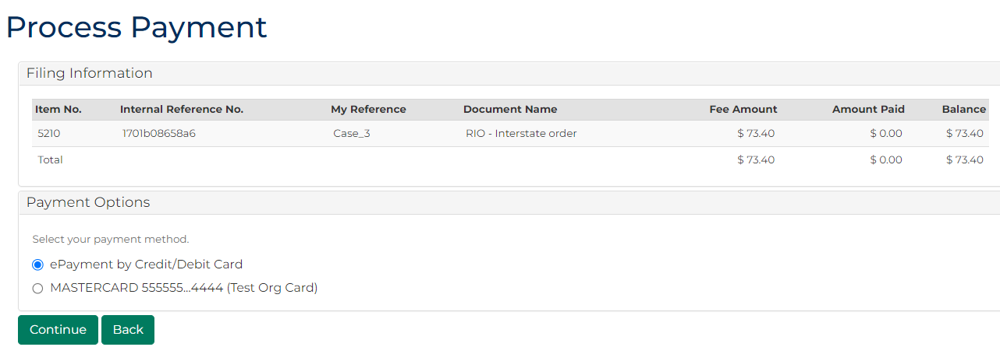 Process Payment
Filing Information
Item No. Internal Reference No. My Reference Document Name Fee Amount Amount Paid Balance
5210 1701b08658a6 Case_3 RIO - Interstate order $ 73.40 $ 0.00 $ 73.40
Total $ 73.40 $ 0.00 $ 73.40
Payment Options
Select your payment method.
ePayment by Credit/Debit Card
MASTERCARD 555555...4444 (Test Org Card)
Continue Back